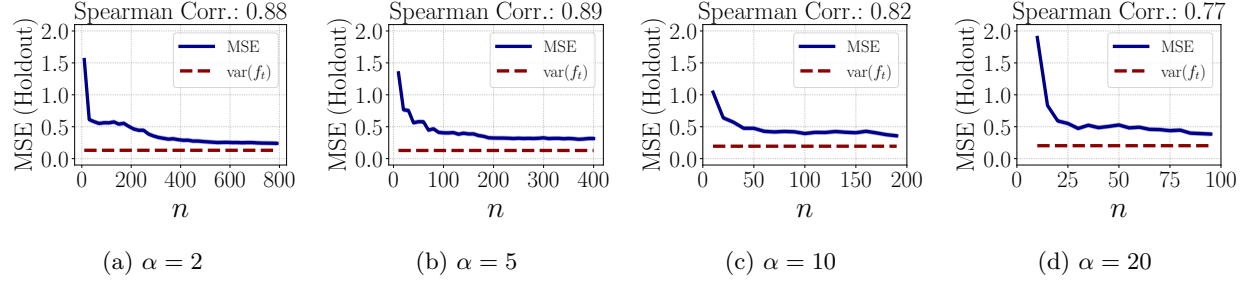 Spearman Corr.: 0.88
MSE (Holdout)
2.0
1.5
1.0
0.5
0.0
MSE
var(f_t)
0 200 400 600 800
n
(a) α = 2
Spearman Corr.: 0.89
MSE (Holdout)
2.0
1.5
1.0
0.5
0.0
MSE
var(f_t)
0 100 200 300 400
n
(b) α = 5
Spearman Corr.: 0.82
MSE (Holdout)
2.0
1.5
1.0
0.5
0.0
MSE
var(f_t)
0 50 100 150 200
n
(c) α = 10
Spearman Corr.: 0.77
MSE (Holdout)
2.0
1.5
1.0
0.5
0.0
MSE
var(f_t)
0 25 50 75 100
n
(d) α = 20